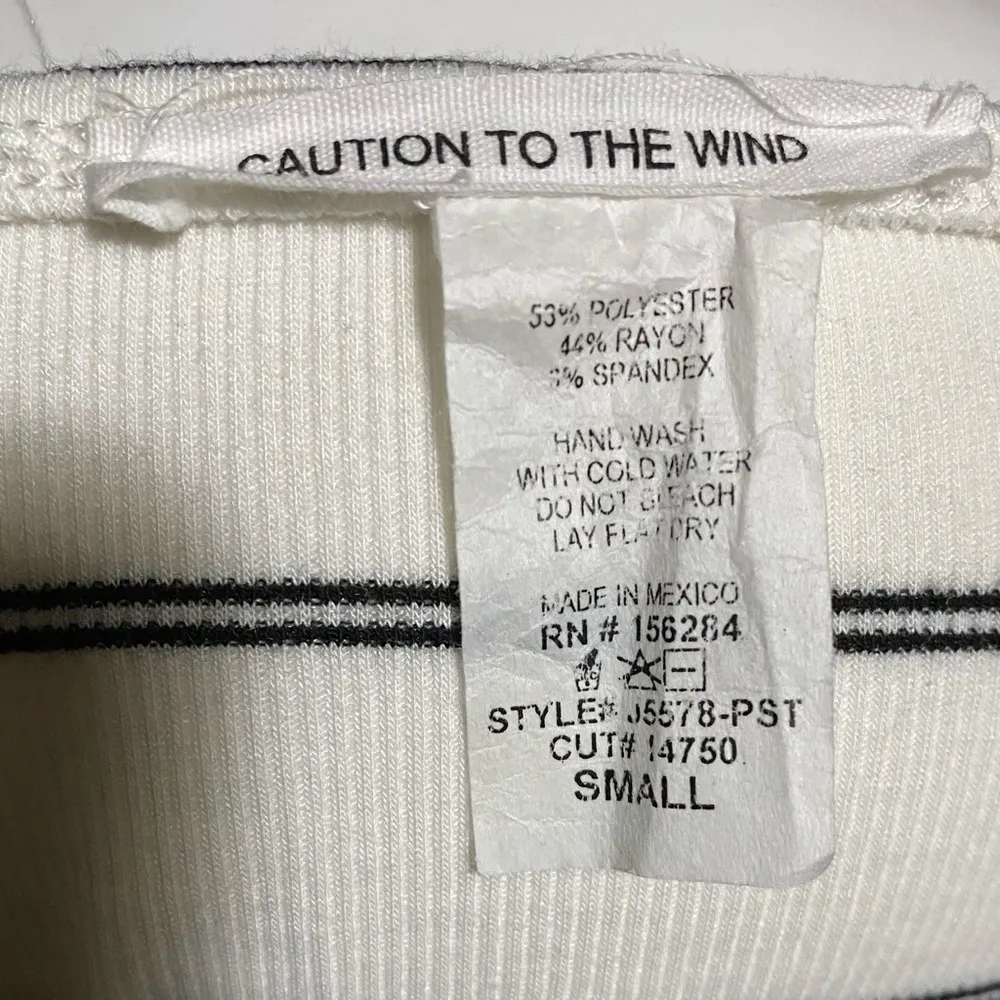 CAUTION TO THE WIND
53% POLYESTER
44% RAYON
3% SPANDEX
HAND WASH
WITH COLD WATER
DO NOT BLEACH
LAY FLAT DRY
MADE IN MEXICO
RN # 156284
STYLE# J5578-PST
CUT# 14750
SMALL